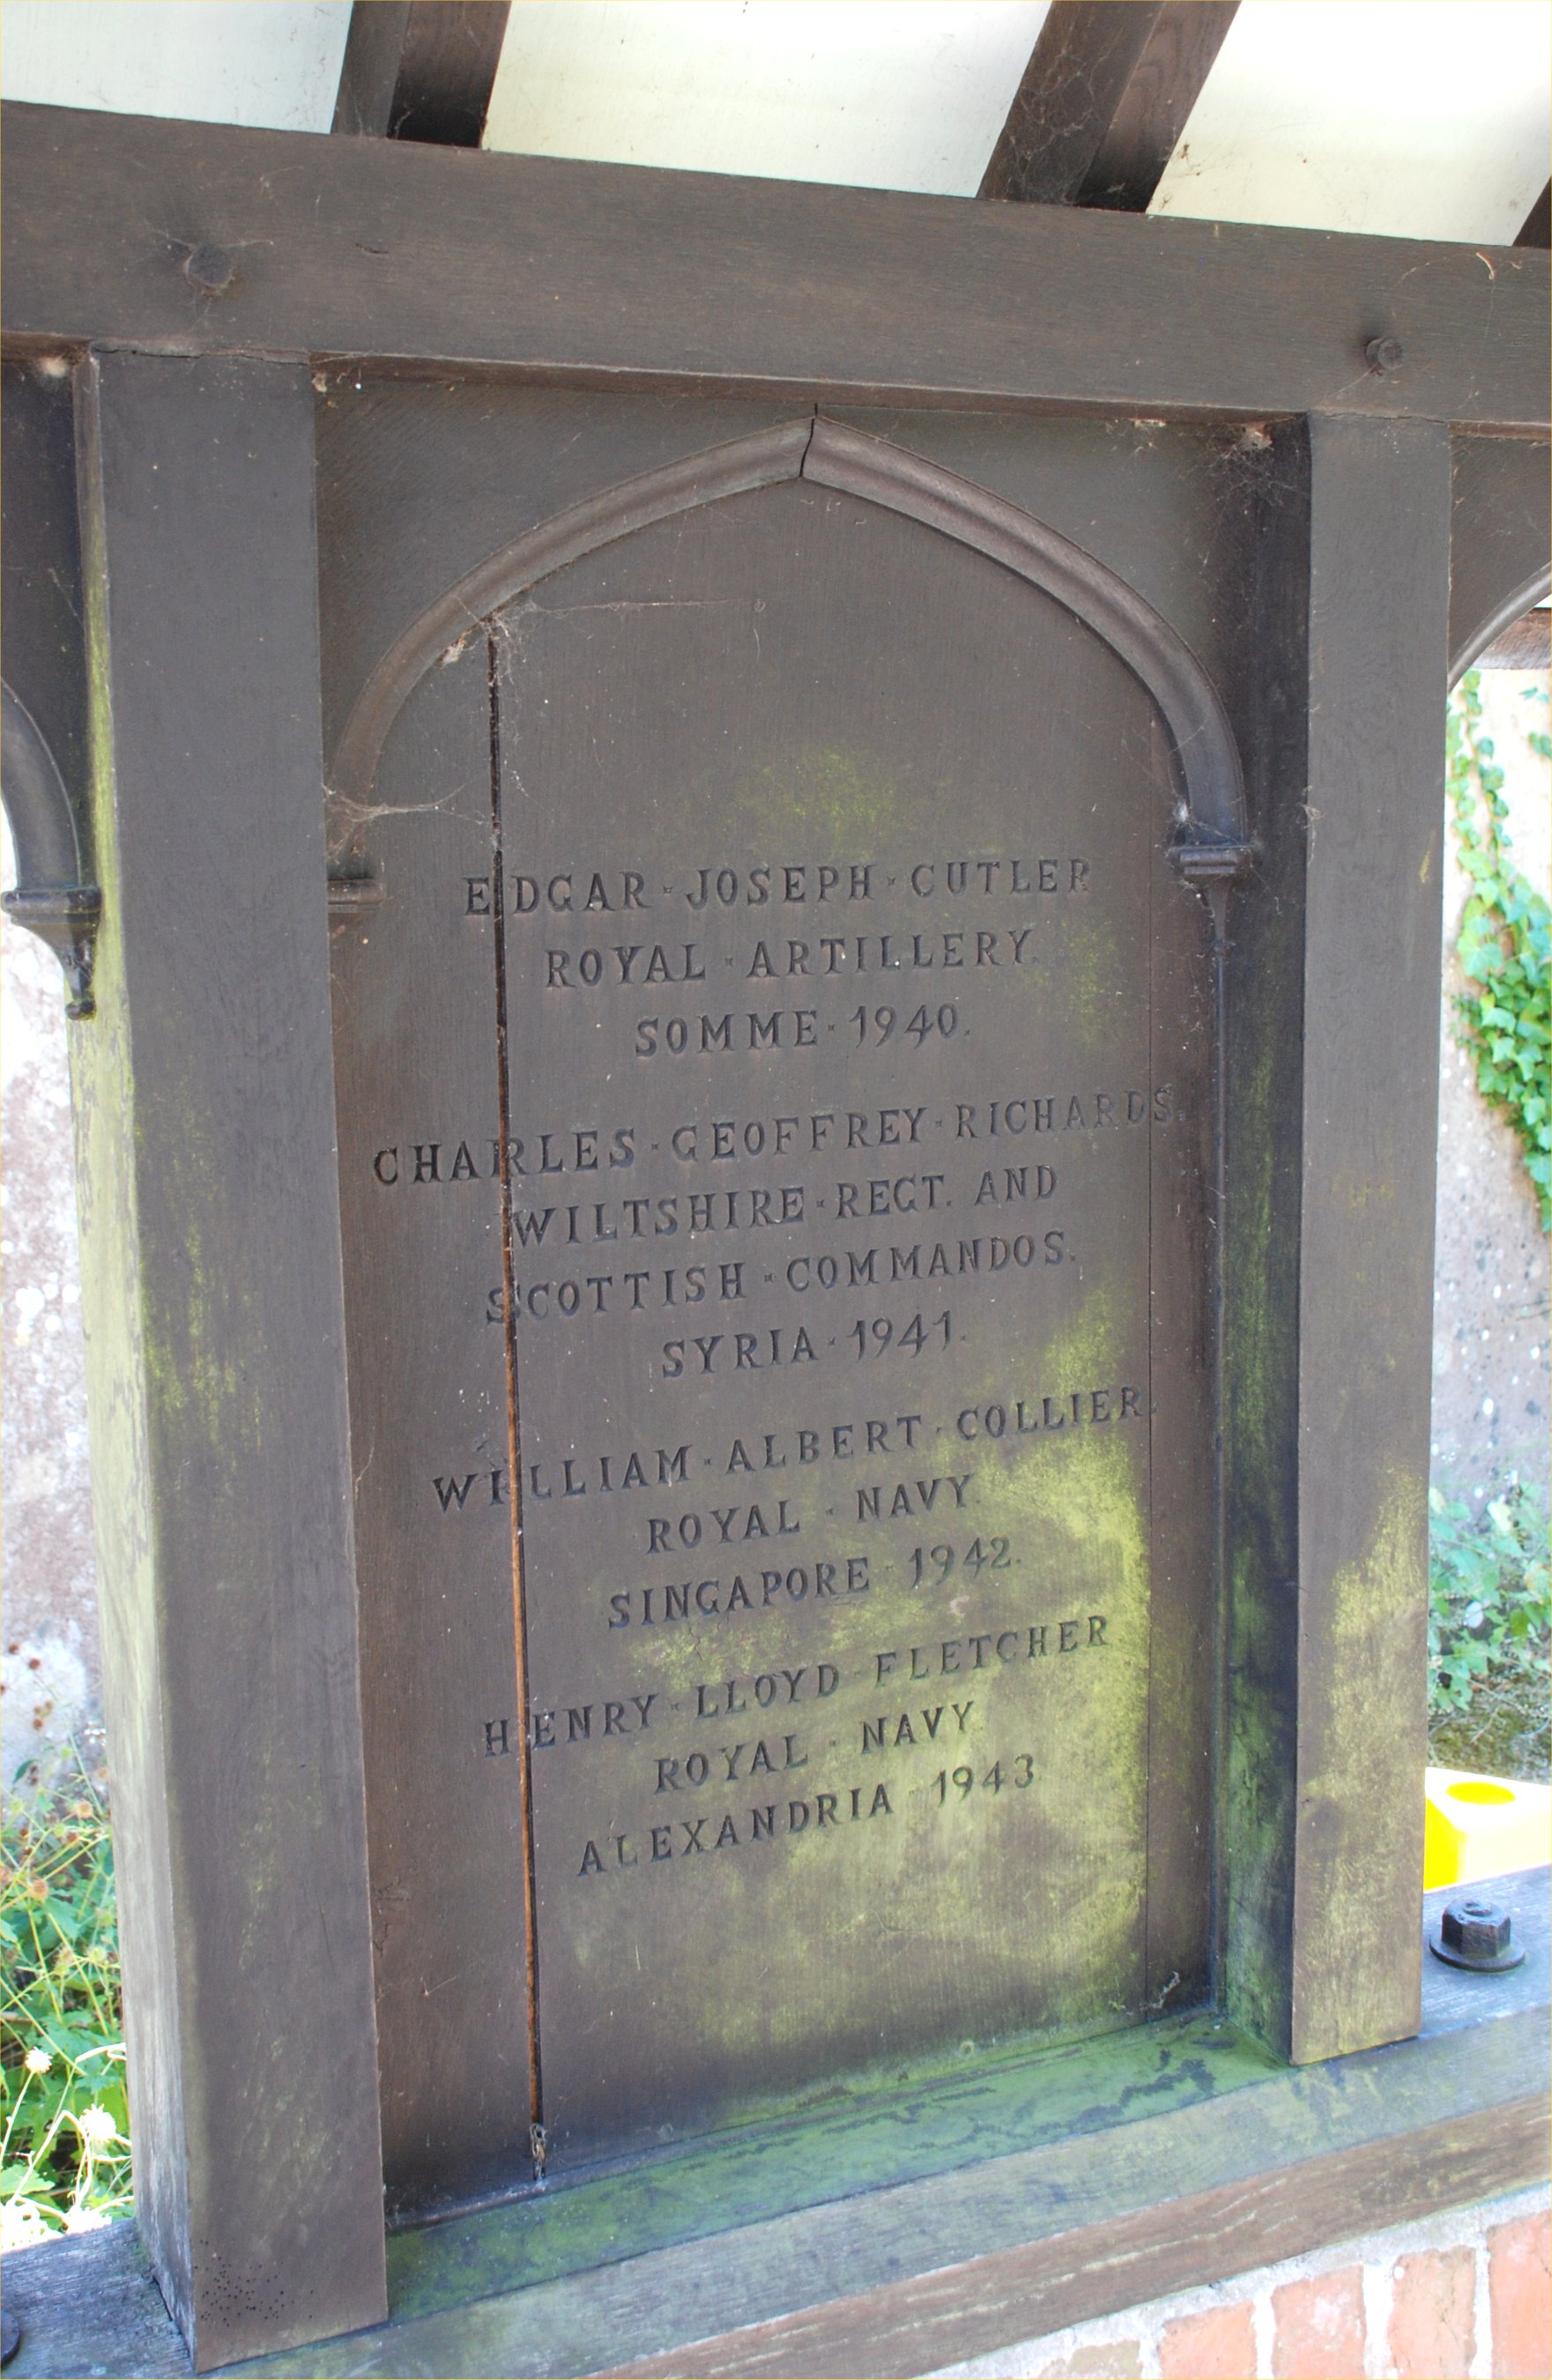 EDGAR · JOSEPH · CUTLER
ROYAL · ARTILLERY.
SOMME · 1940.
CHARLES · GEOFFREY · RICHARDS.
WILTSHIRE · REGT. AND
SCOTTISH · COMMANDOS.
SYRIA · 1941.
WILLIAM · ALBERT · COLLIER.
ROYAL · NAVY.
SINGAPORE · 1942.
HENRY · LLOYD · FLETCHER
ROYAL · NAVY.
ALEXANDRIA · 1943